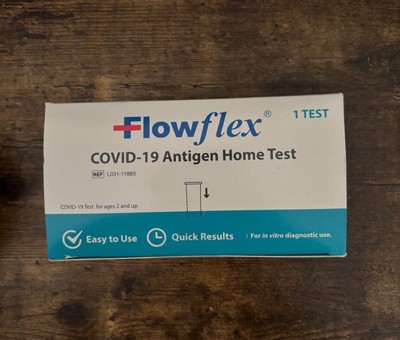 Flowflex®
1 TEST
COVID-19 Antigen Home Test
REF L031-118B5
COVID-19 Test for ages 2 and up
Easy to Use
Quick Results
For in vitro diagnostic use.